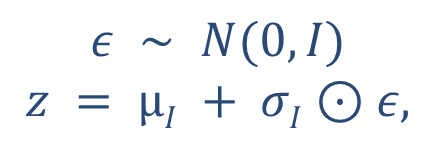 ϵ ~ N(0, I)
z = μ_I + σ_I ⊙ ϵ,